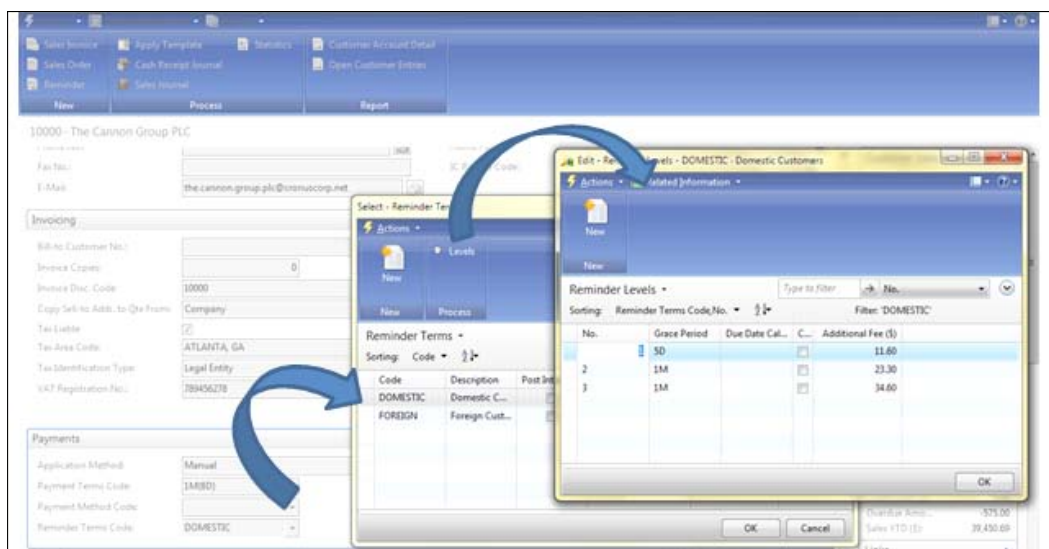 Sales Invoice
Apply Template
Statistics
Customer Account Detail
Sales Order
Cash Receipt Journal
Open Customer Entries
Reminder
Sales Journal
New
Process
Report
10000 - The Cannon Group PLC
Fax No.:
E-Mail:
the.cannon.group.plc@cronuscorp.net
Invoicing
Bill-to Customer No.:
Invoice Copies:
0
Invoice Disc. Code:
10000
Copy Sell-to Addr. to Qte From:
Company
Tax Liable:
Tax Area Code:
ATLANTA, GA
Tax Identification Type:
Legal Entity
VAT Registration No.:
789456278
Payments
Application Method:
Manual
Payment Terms Code:
1M(8D)
Payment Method Code:
Reminder Terms Code:
DOMESTIC
Select - Reminder
Actions
New
Levels
New
Process
Reminder Terms
Sorting: Code
Code
Description
DOMESTIC
Domestic C...
FOREIGN
Foreign Cust...
OK
Cancel
DOMESTIC - Domestic Customers
Actions
Related Information
New
New
Reminder Levels
Type to filter
No.
Sorting: Reminder Terms Code,No.
Filter: 'DOMESTIC'
No.
Grace Period
Due Date Cal...
C...
Additional Fee ($)
1
5D
11.60
2
1M
23.30
3
1M
34.60
OK
-575.00
Sales YTD ($):
39,450.69